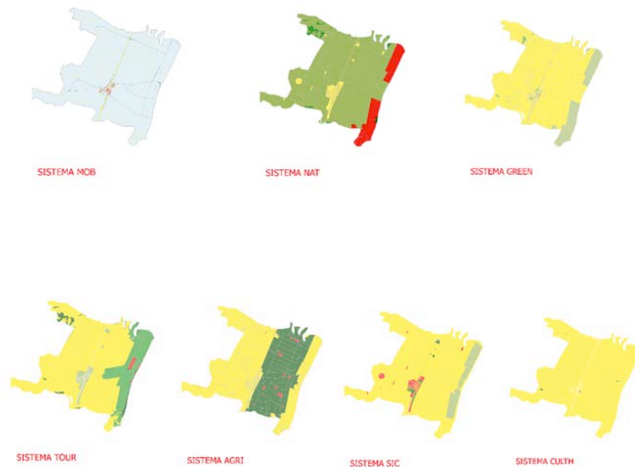 SISTEMA MOB
SISTEMA NAT
SISTEMA GREEN
SISTEMA TOUR
SISTEMA AGRI
SISTEMA SIC
SISTEMA CULTH